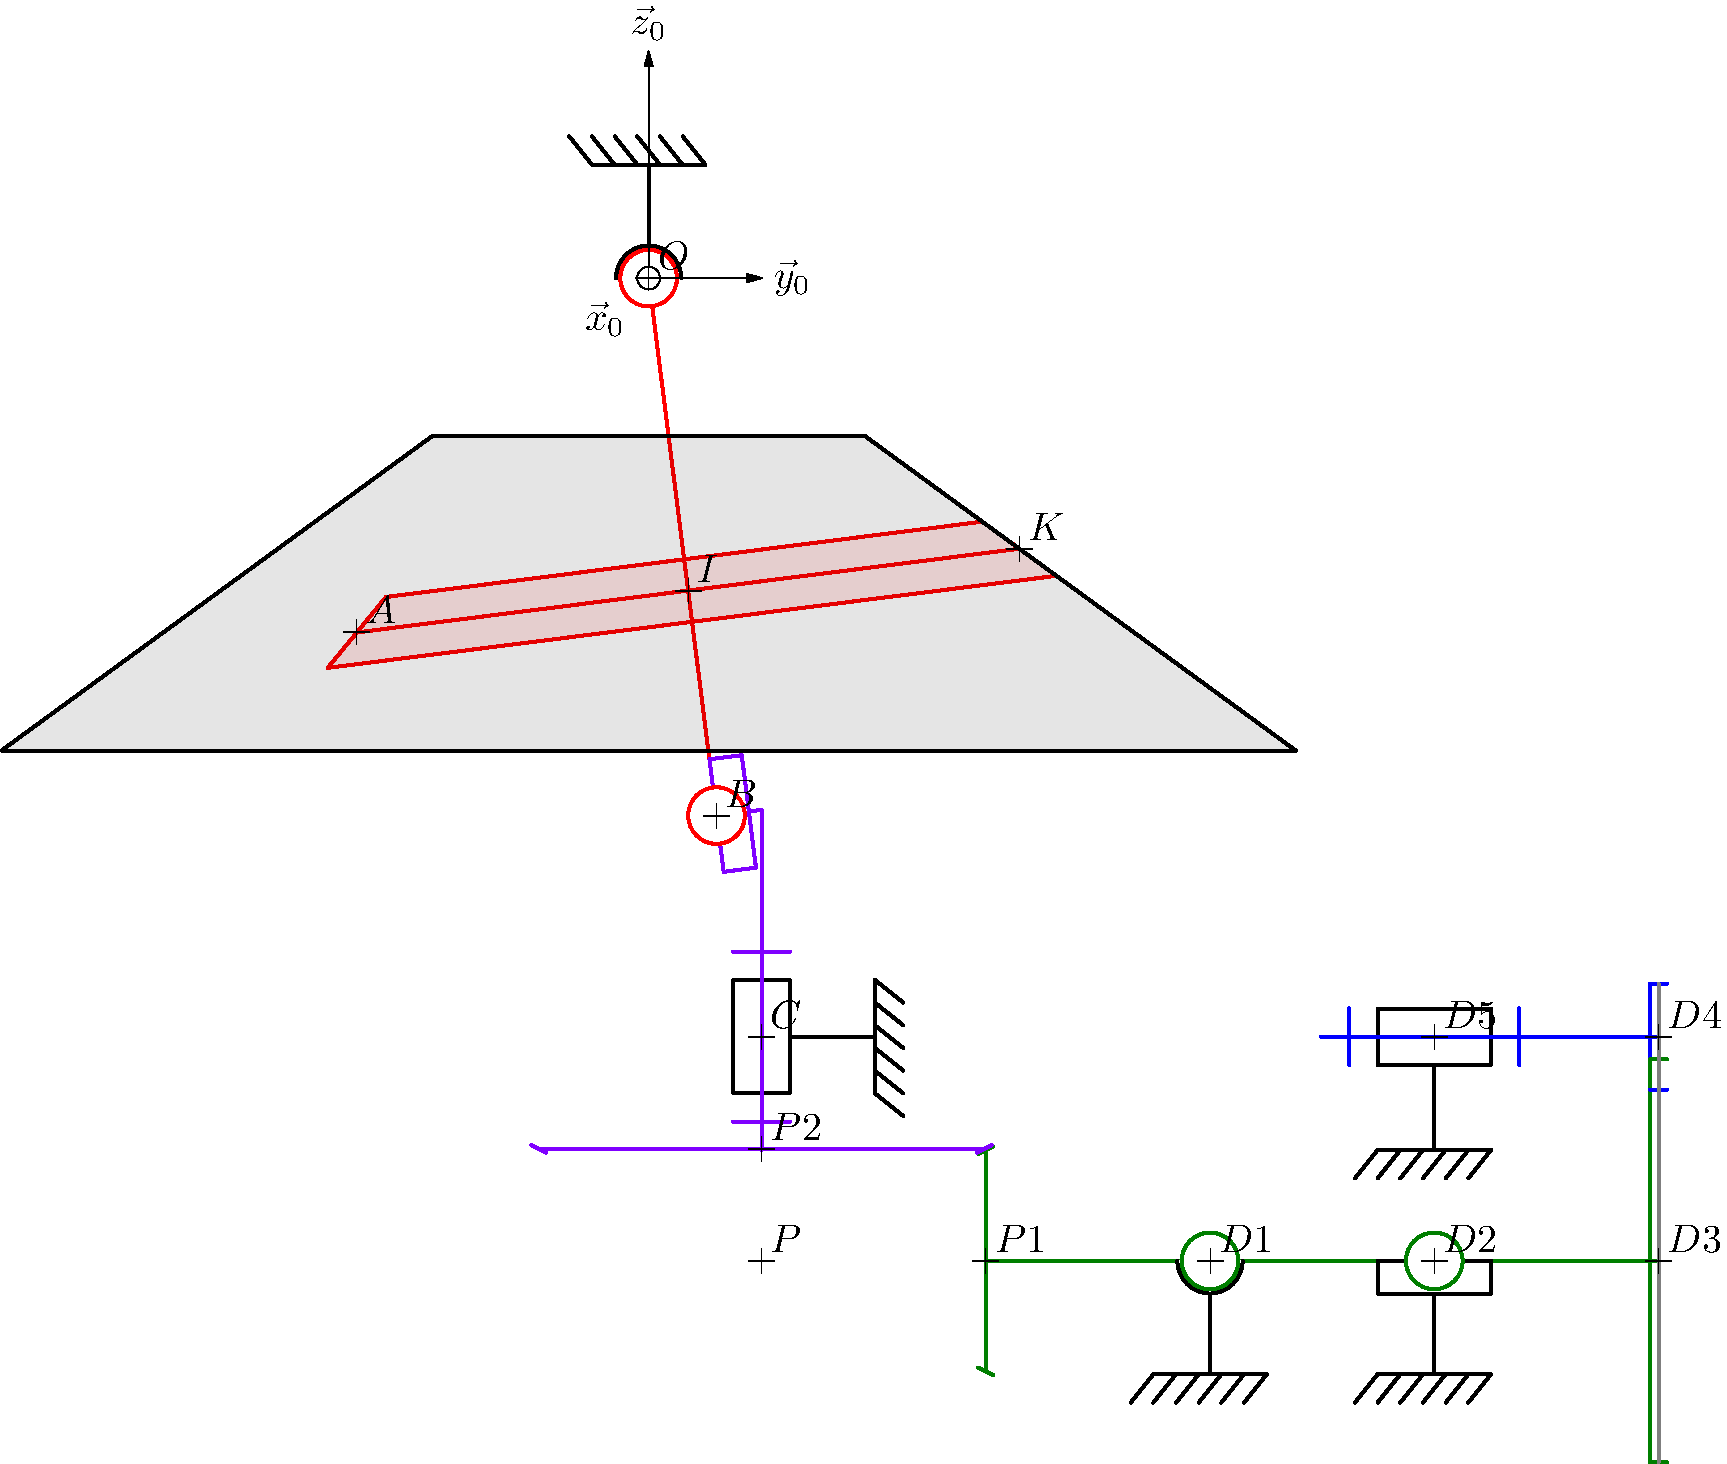 $\vec{z}_0$
O
$\vec{y}_0$
$\vec{x}_0$
K
I
A
B
C
D5
D4
P2
P
P1
D1
D2
D3